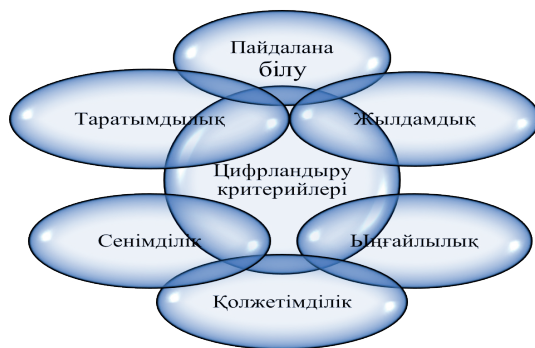 Пайдалана
білу
Таратымдылық
Жылдамдық
Цифрландыру
критерийлері
Сенімділік
Ыңғайлылық
Қолжетімділік